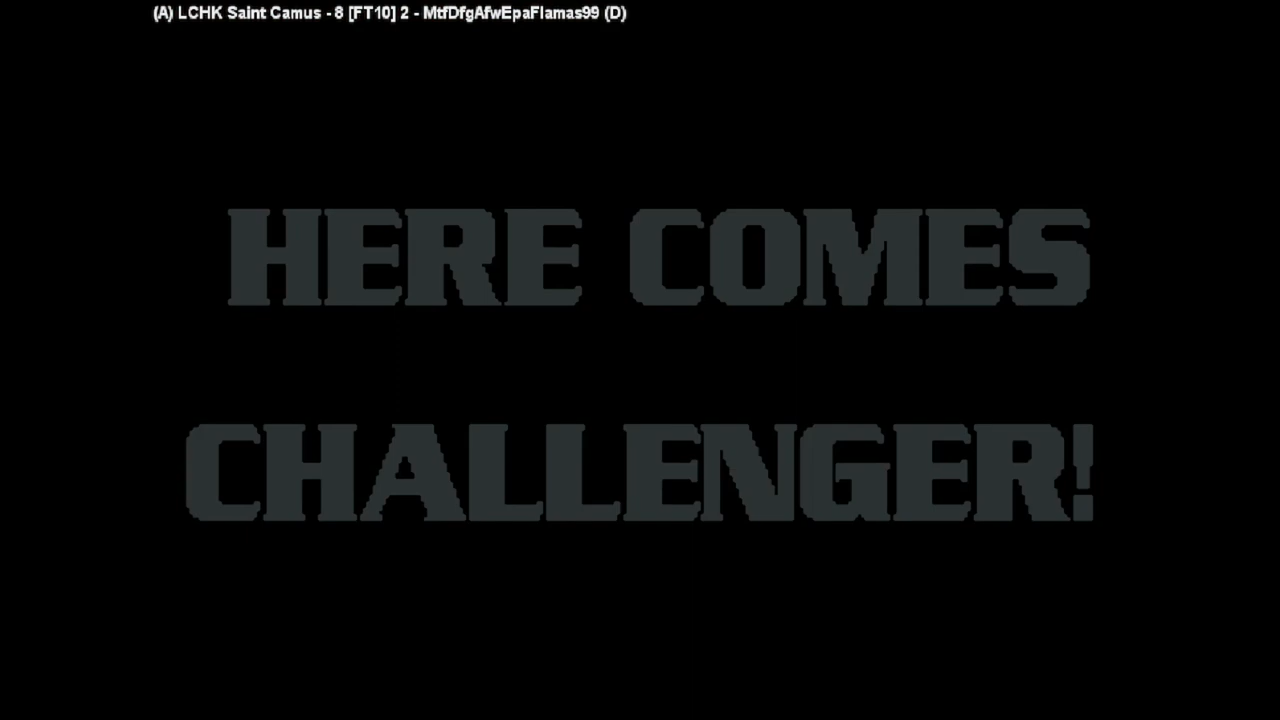 (A) LCHK Saint Camus - 8 [FT10] 2 - MtfDfgAfwEpaFlamas99 (D)
HERE COMES
CHALLENGER!